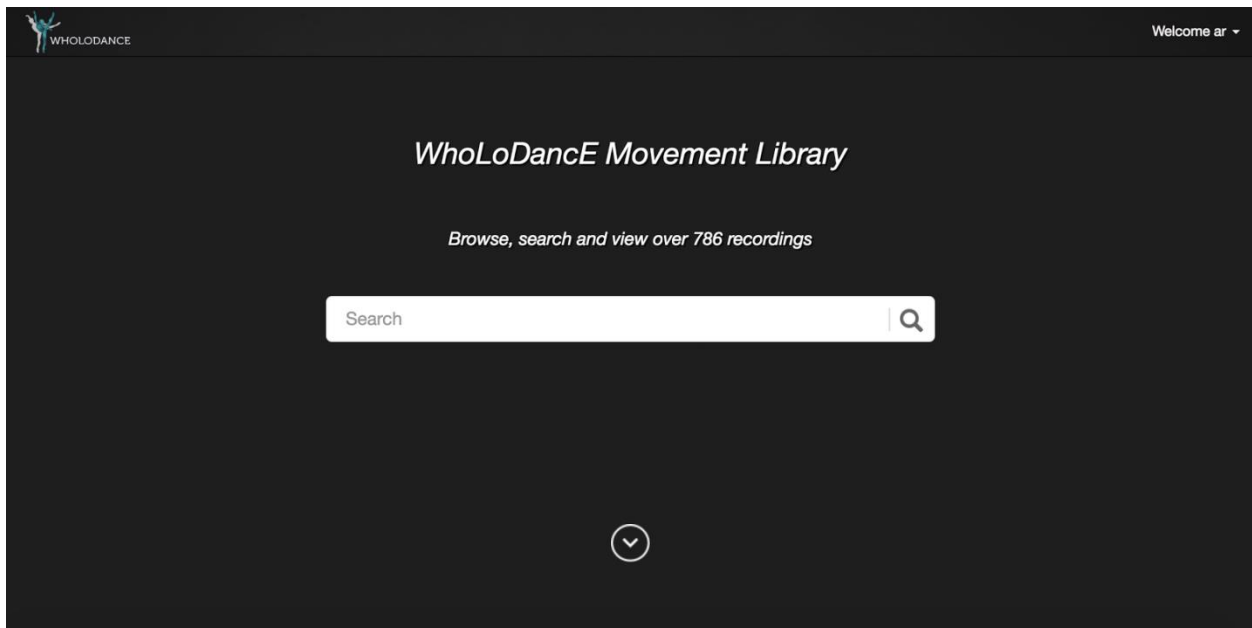 WHOLODANCE
Welcome ar
WhoLoDancE Movement Library
Browse, search and view over 786 recordings
Search